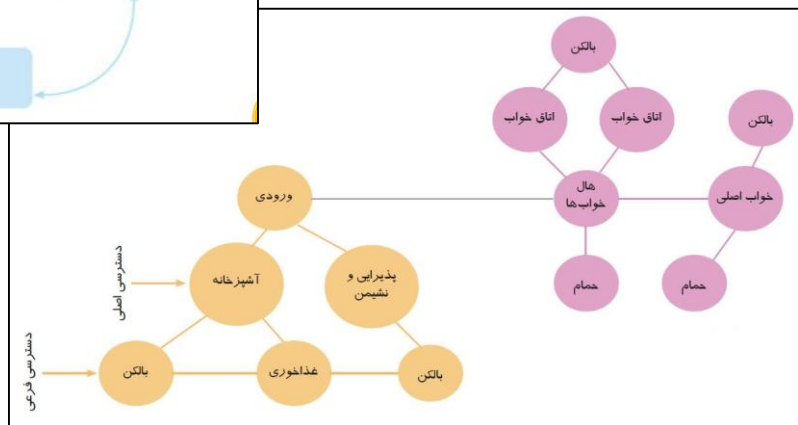 بالکن
اتاق خواب
اتاق خواب
بالکن
هال
خواب‌ها
خواب اصلی
حمام
حمام
ورودی
آشپزخانه
پذیرایی و
نشیمن
بالکن
غذاخوری
بالکن
دسترسی اصلی
دسترسی فرعی